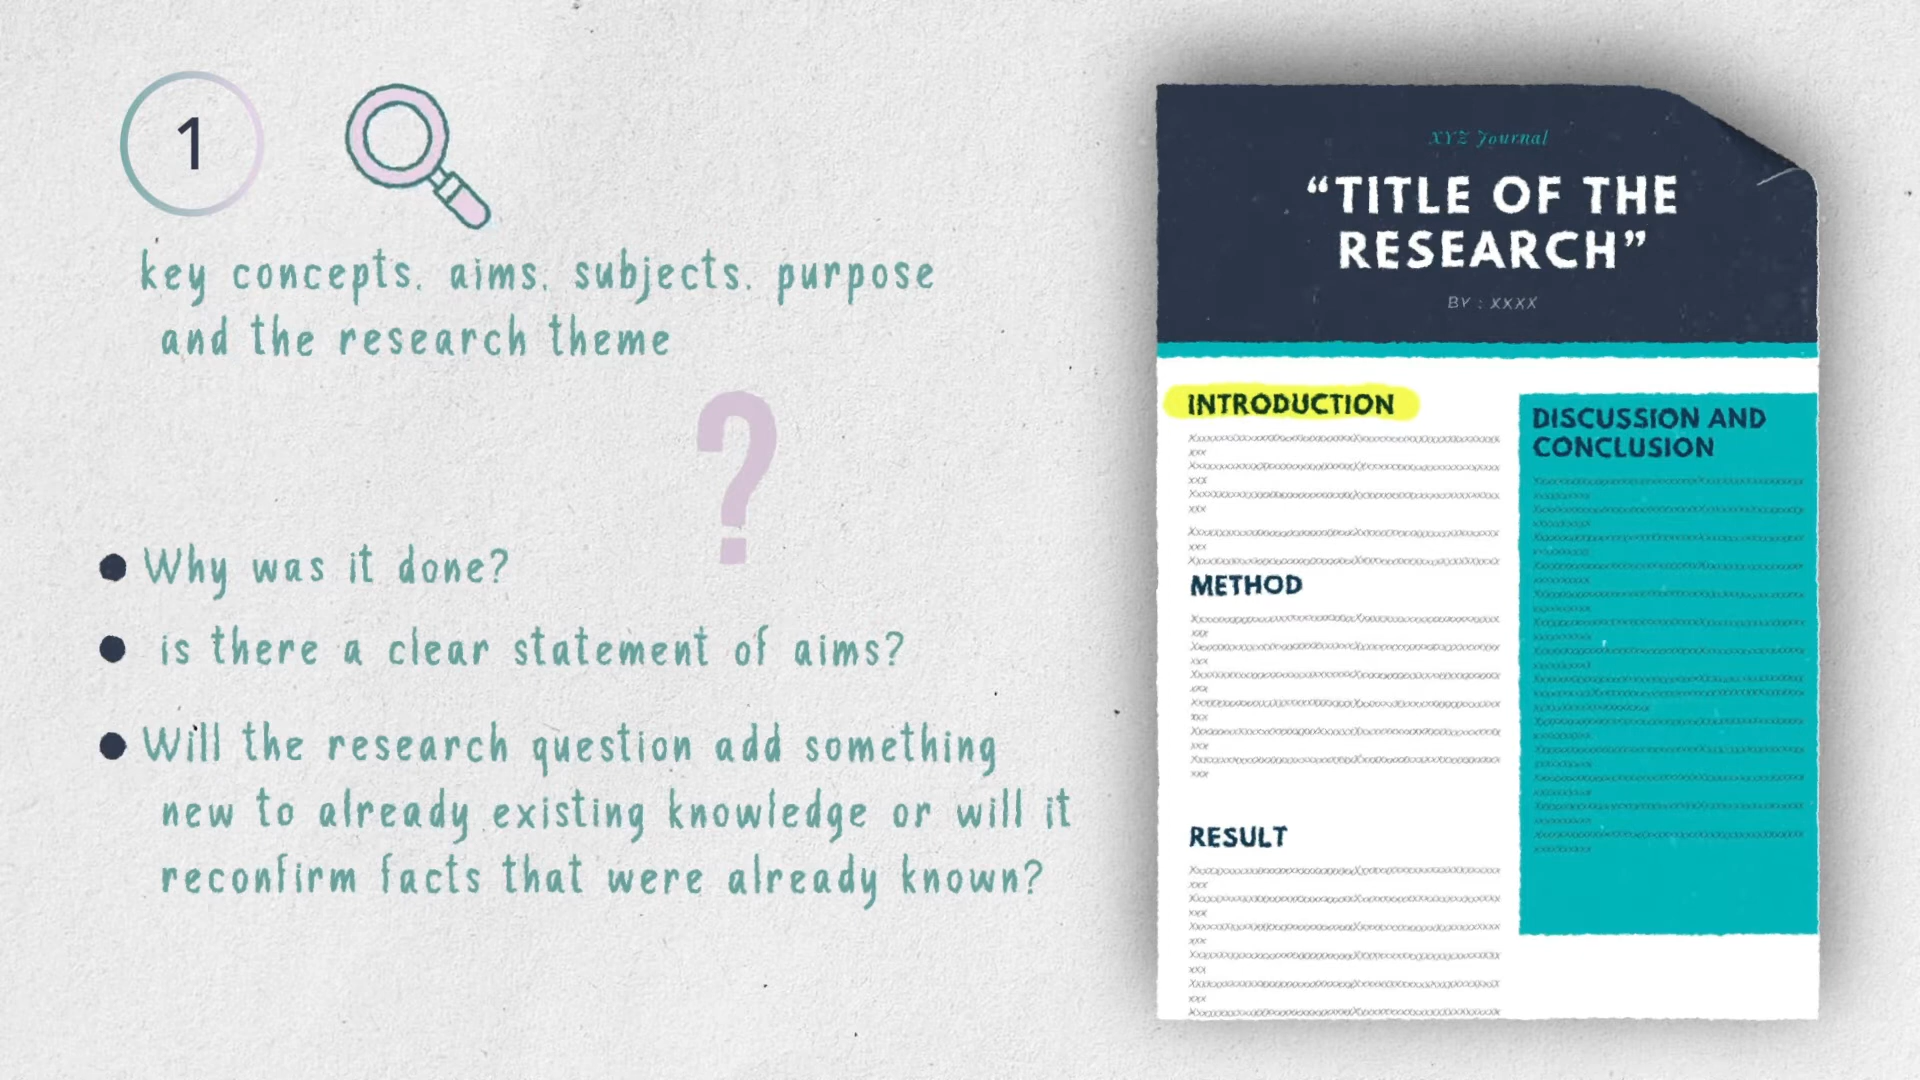 1
key concepts, aims, subjects, purpose
and the research theme
?
Why was it done?
is there a clear statement of aims?
Will the research question add something
new to already existing knowledge or will it
reconfirm facts that were already known?
XYZ Journal
“TITLE OF THE
RESEARCH”
BY : XXXX
INTRODUCTION
METHOD
RESULT
DISCUSSION AND
CONCLUSION